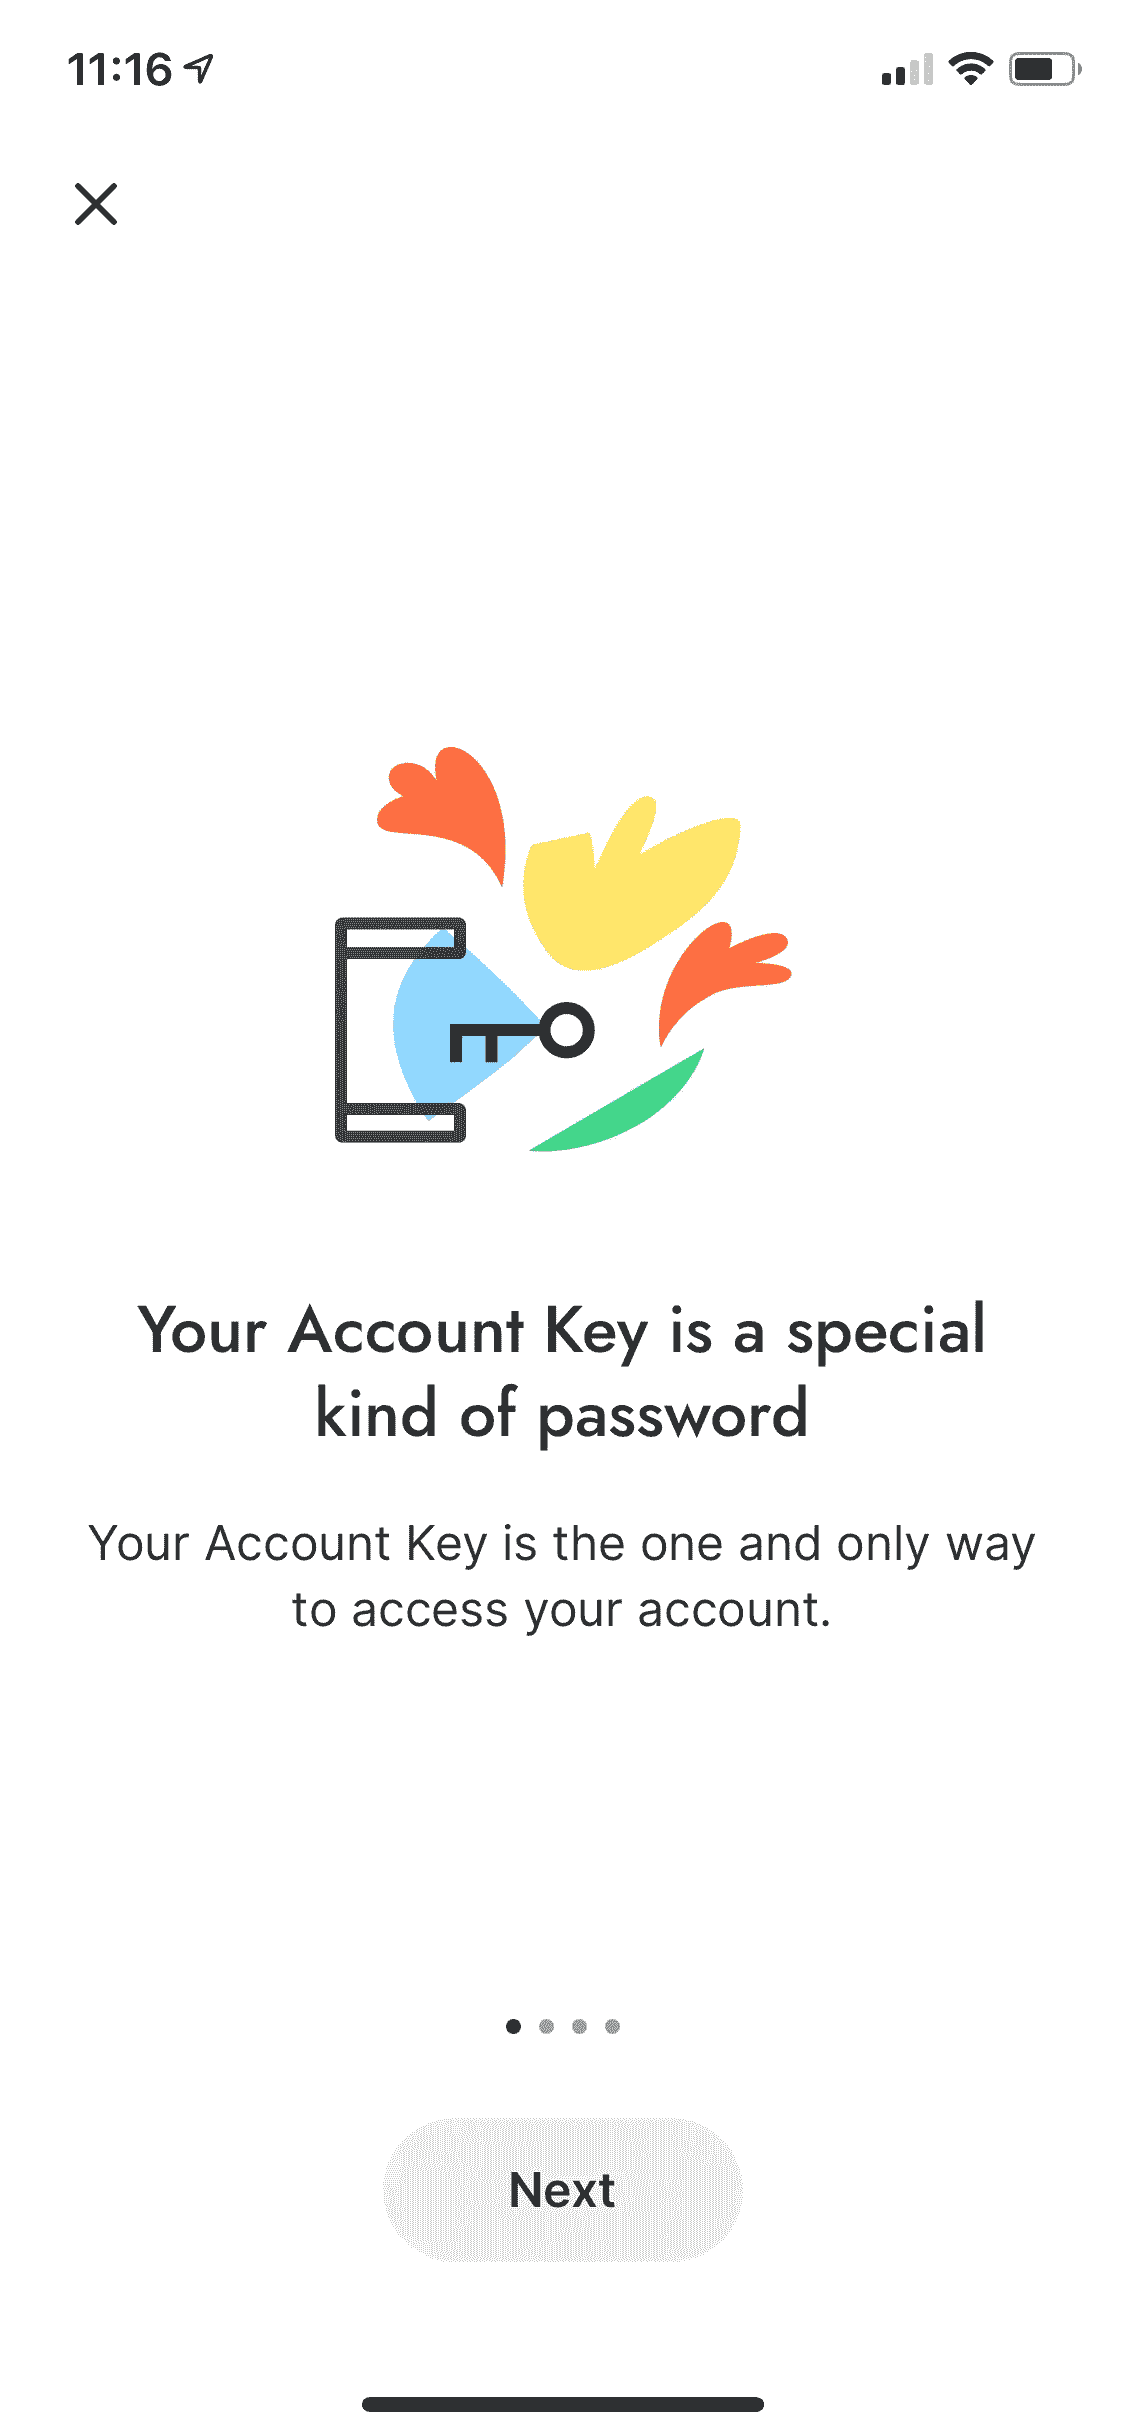 11:16
Your Account Key is a special
kind of password
Your Account Key is the one and only way
to access your account.
Next